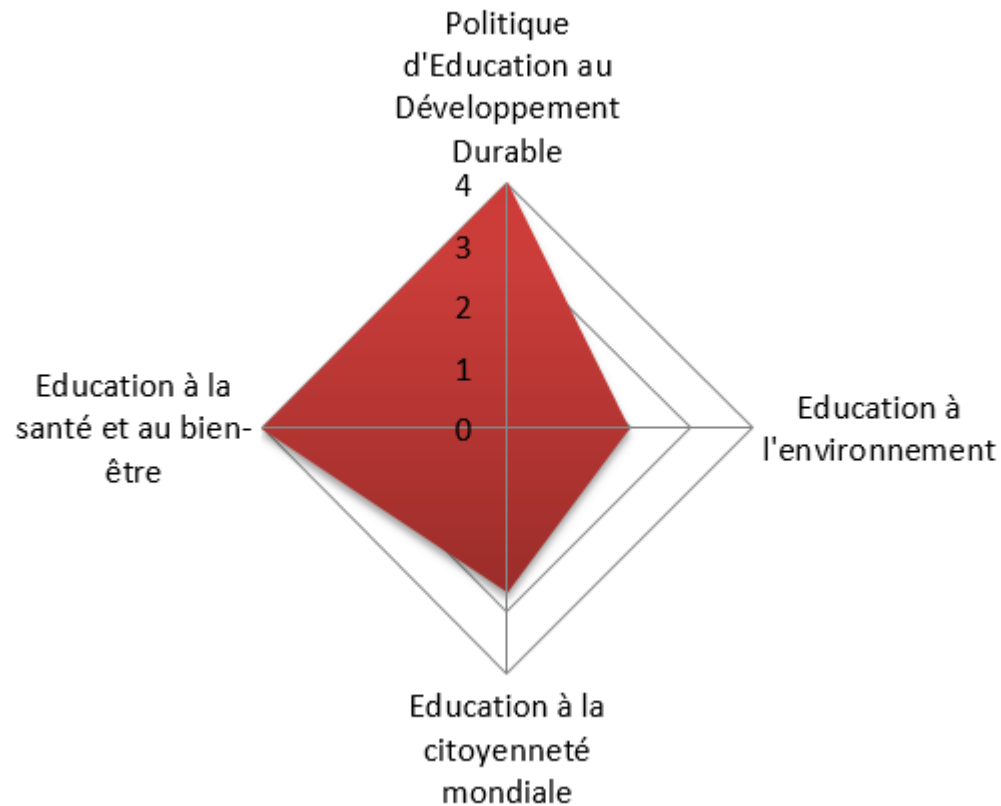 Politique
d'Education au
Développement
Durable
4
3
2
1
0
Education à
l'environnement
Education à la
citoyenneté
mondiale
Education à la
santé et au bien-
être